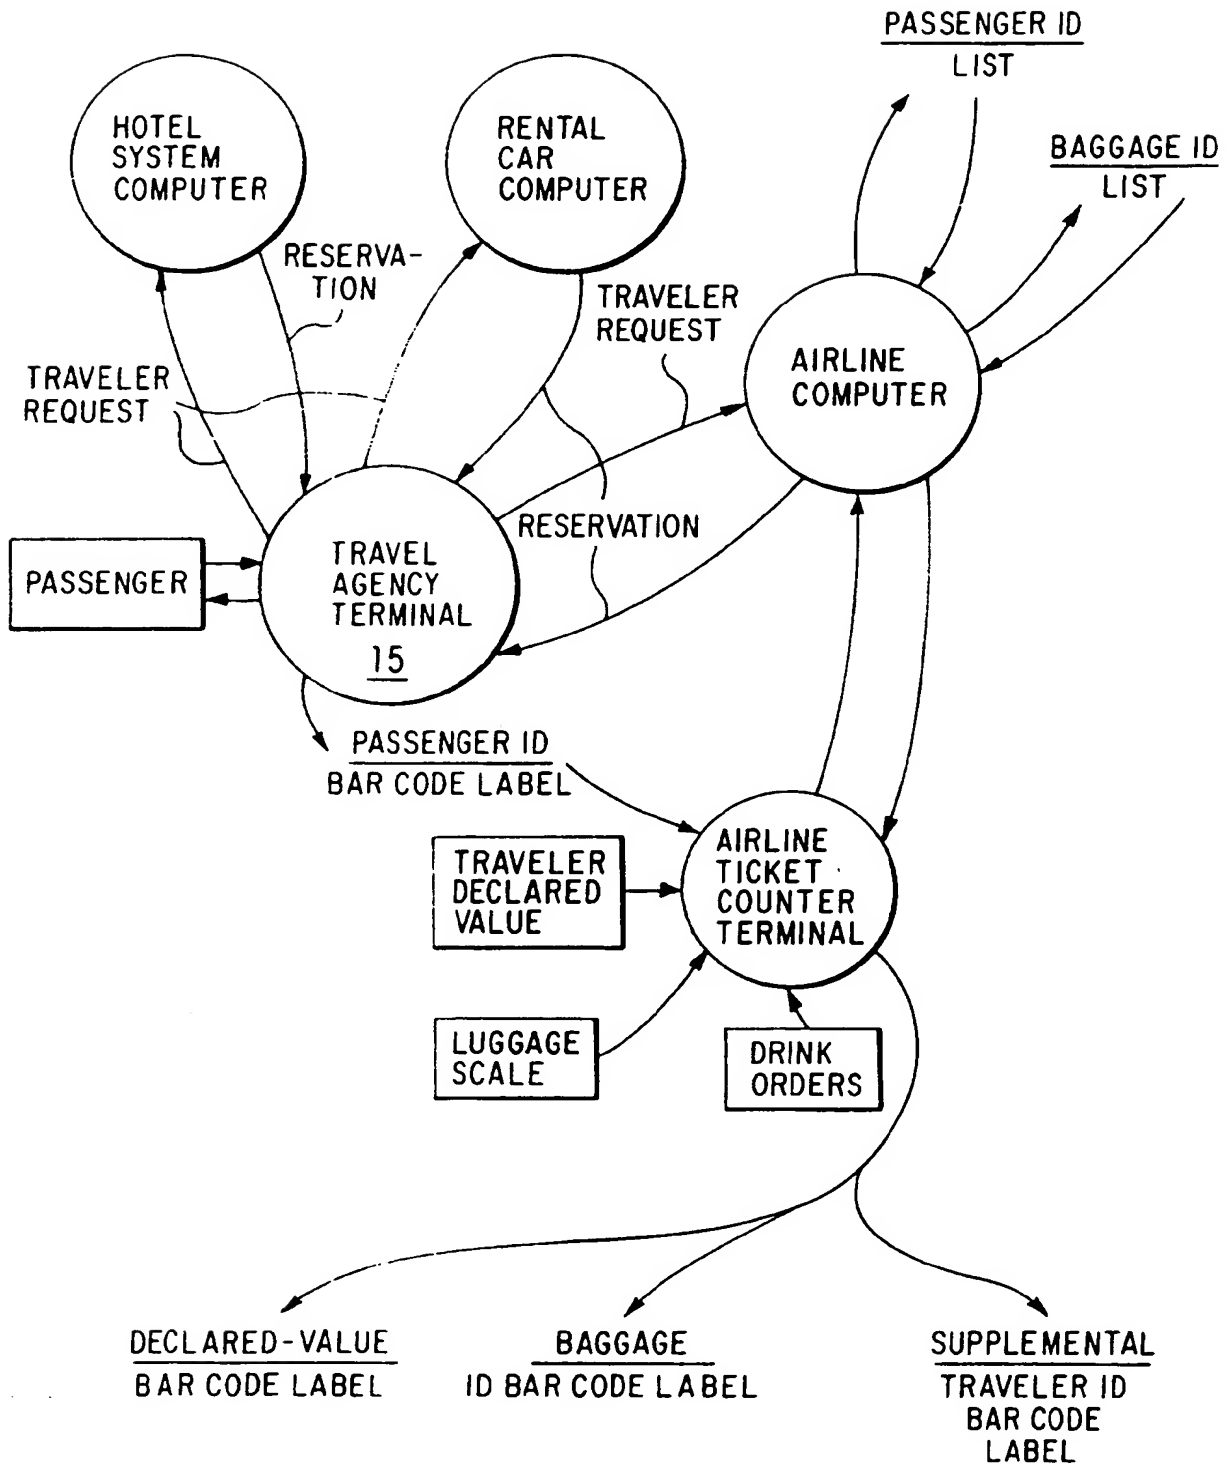 PASSENGER ID
LIST
BAGGAGE ID
LIST
HOTEL
SYSTEM
COMPUTER
RENTAL
CAR
COMPUTER
RESERVA-
TION
TRAVELER
REQUEST
TRAVELER
REQUEST
AIRLINE
COMPUTER
RESERVATION
PASSENGER
TRAVEL
AGENCY
TERMINAL
15
PASSENGER ID
BAR CODE LABEL
TRAVELER
DECLARED
VALUE
AIRLINE
TICKET
COUNTER
TERMINAL
LUGGAGE
SCALE
DRINK
ORDERS
DECLARED-VALUE
BAR CODE LABEL
BAGGAGE
ID BAR CODE LABEL
SUPPLEMENTAL
TRAVELER ID
BAR CODE
LABEL